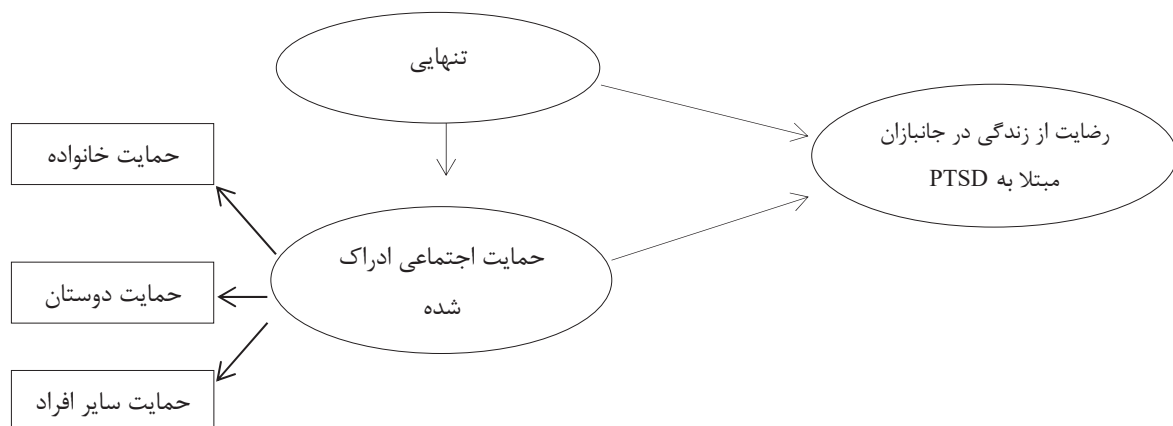 تنهایی
رضایت از زندگی در جانبازان
مبتلا به PTSD
حمایت خانواده
حمایت اجتماعی ادراک
شده
حمایت دوستان
حمایت سایر افراد